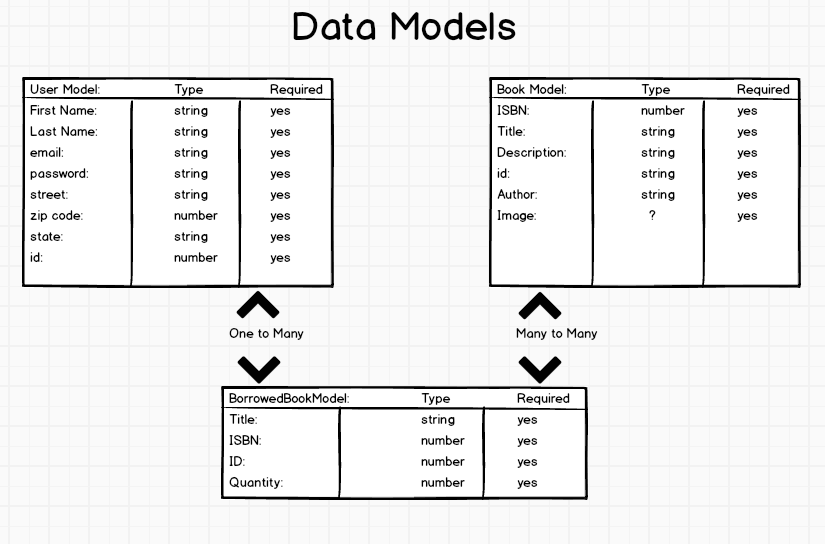 Data Models
User Model: Type Required
First Name: string yes
Last Name: string yes
email: string yes
password: string yes
street: string yes
zip code: number yes
state: string yes
id: number yes
Book Model: Type Required
ISBN: number yes
Title: string yes
Description: string yes
id: string yes
Author: string yes
Image: ? yes
One to Many
Many to Many
BorrowedBookModel: Type Required
Title: string yes
ISBN: number yes
ID: number yes
Quantity: number yes